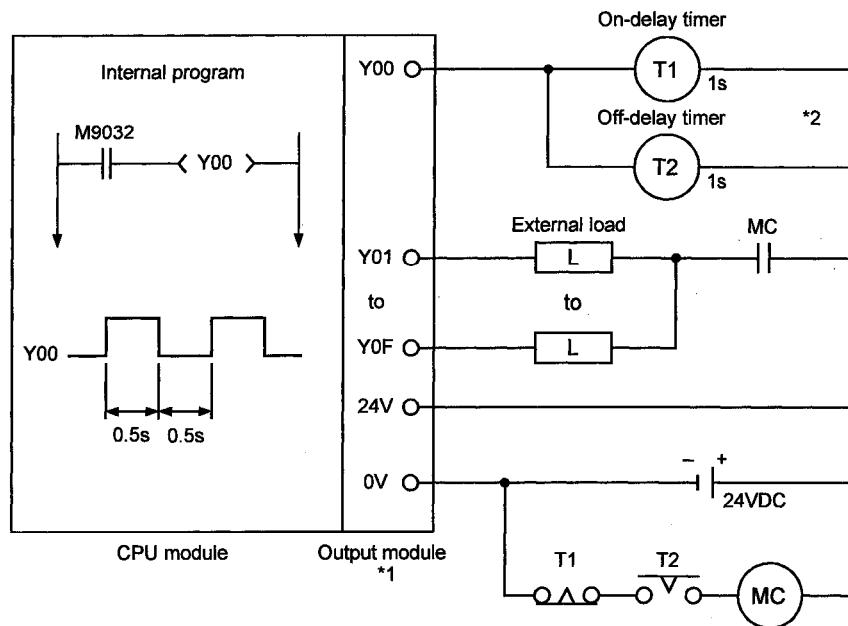 On-delay timer
Internal program
Y00
T1
1s
M9032
Off-delay timer
*2
Y00
T2
1s
External load
MC
Y01
L
to
to
Y00
Y0F
L
24V
0.5s
0.5s
– +
0V
24VDC
CPU module
Output module
*1
T1
T2
MC